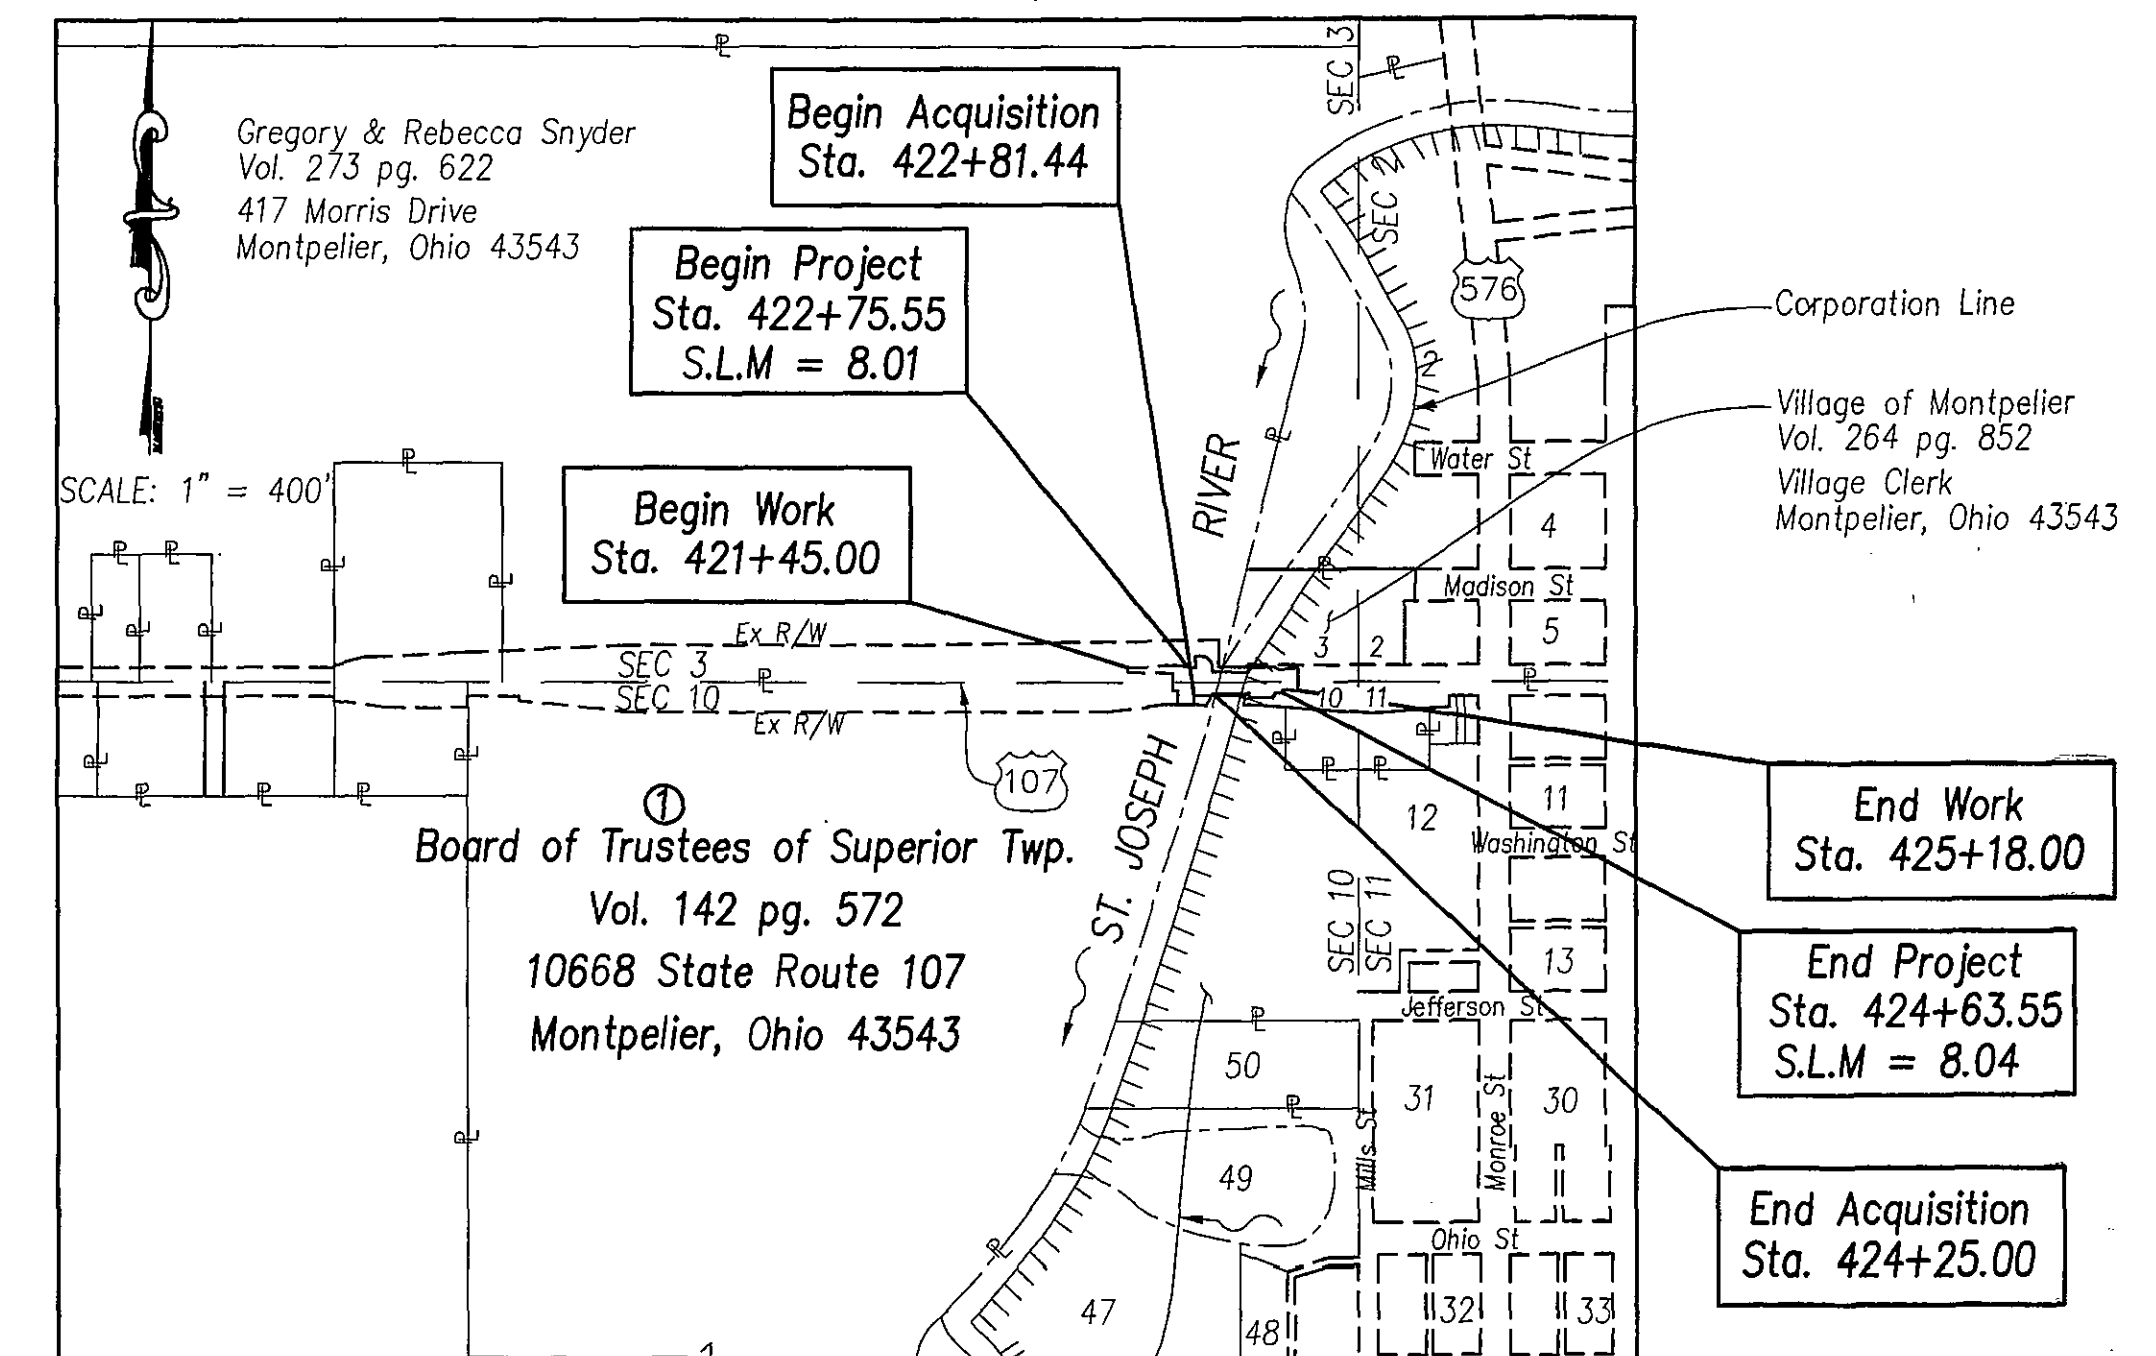 Gregory & Rebecca Snyder
Vol. 273 pg. 622
417 Morris Drive
Montpelier, Ohio 43543
SCALE: 1" = 400'
Begin Acquisition
Sta. 422+81.44
Begin Project
Sta. 422+75.55
S.L.M = 8.01
Begin Work
Sta. 421+45.00
SEC 3
SEC 2
576
Corporation Line
Village of Montpelier
Vol. 264 pg. 852
Village Clerk
Montpelier, Ohio 43543
RIVER
Water St
4
Madison St
5
3
2
Ex R/W
SEC 3
SEC 10
Ex R/W
10
11
107
ST. JOSEPH
1
Board of Trustees of Superior Twp.
Vol. 142 pg. 572
10668 State Route 107
Montpelier, Ohio 43543
12
11
Washington St
SEC 10
SEC 11
13
Jefferson St
End Work
Sta. 425+18.00
End Project
Sta. 424+63.55
S.L.M = 8.04
End Acquisition
Sta. 424+25.00
50
31
30
Mills St
Monroe St
49
Ohio St
47
48
32
33